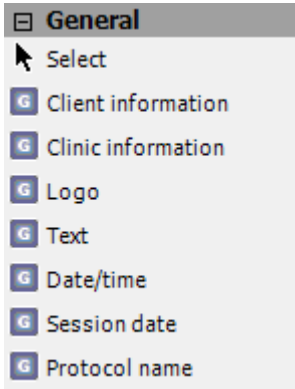 General
Select
G Client information
G Clinic information
G Logo
G Text
G Date/time
G Session date
G Protocol name